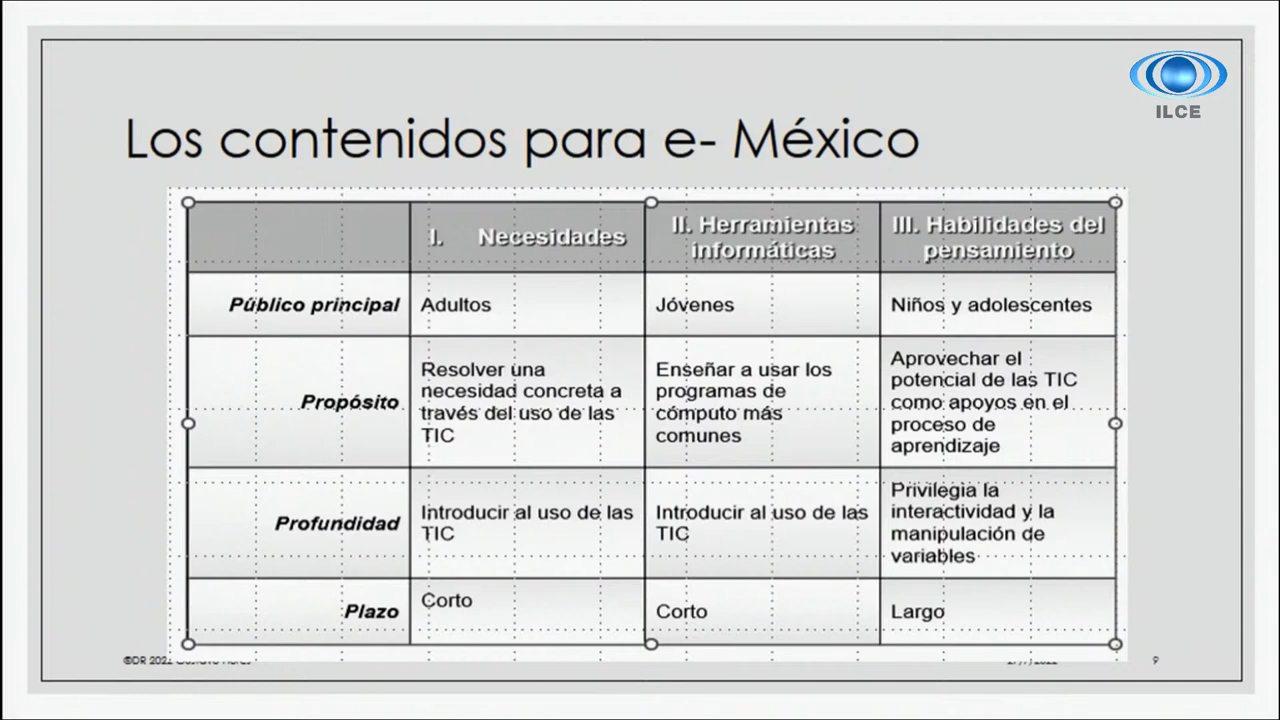 ILCE
Los contenidos para e- México
I. Necesidades
II. Herramientas
informáticas
III. Habilidades del
pensamiento
Público principal
Adultos
Jóvenes
Niños y adolescentes
Propósito
Resolver una
necesidad concreta a
través del uso de las
TIC
Enseñar a usar los
programas de
cómputo más
comunes
Aprovechar el
potencial de las TIC
como apoyos en el
proceso de
aprendizaje
Profundidad
Introducir al uso de las
TIC
Introducir al uso de las
TIC
Privilegia la
interactividad y la
manipulación de
variables
Plazo
Corto
Corto
Largo
©DR
9